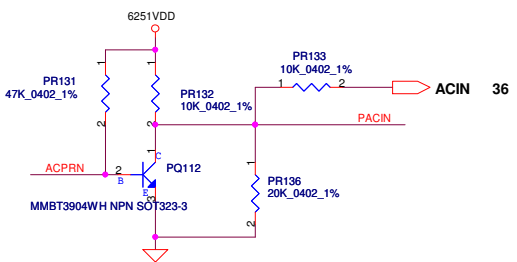 6251VDD
PR133
10K_0402_1%
1 2
ACIN 36
1 1
PR131
47K_0402_1%
PR132
10K_0402_1%
2 2
PACIN
ACPRN
1
C
2
B
PQ112
E
3
MMBT3904WH NPN SOT323-3
1
PR136
20K_0402_1%
2